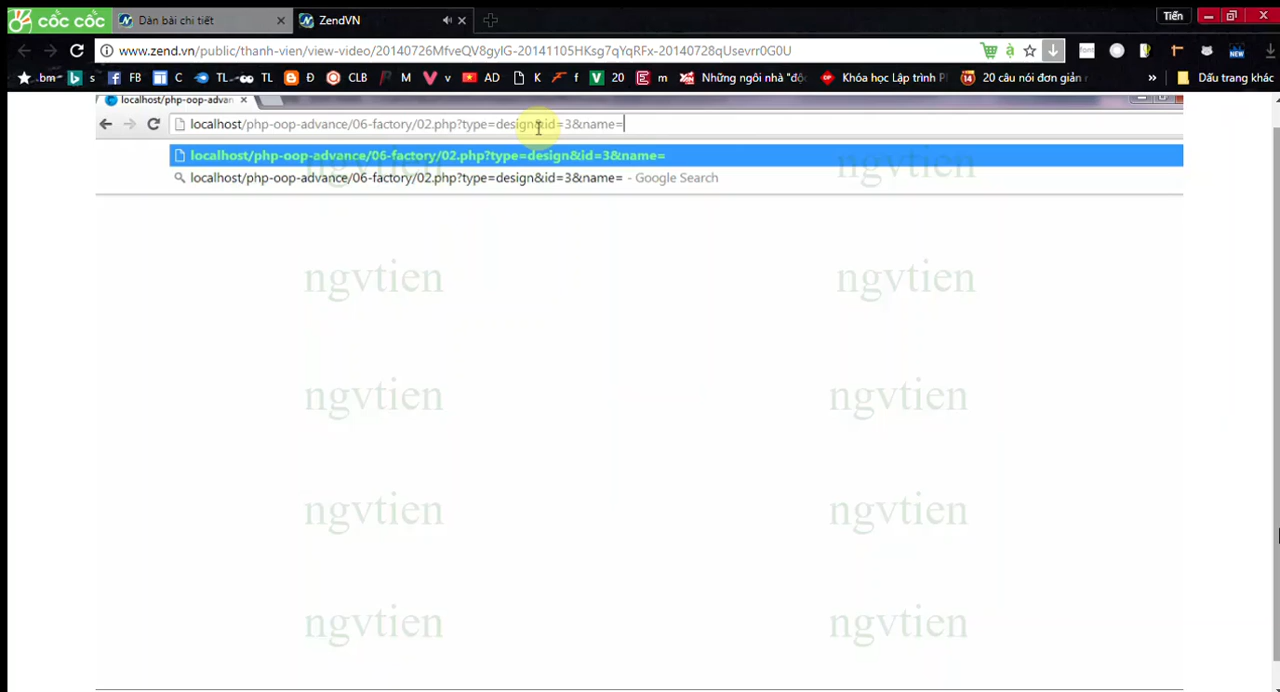 cốc cốc Dàn bài chi tiết ZendVN Tiến
www.zend.vn/public/thanh-vien/view-video/20140726MfveQV8gyIG-20141105HKsg7qYqRFx-20140728qUsevrr0G0U
bm s FB C TL TL Đ CLB M v AD K f 20 m Những ngôi nhà "độc Khóa học Lập trình P 20 câu nói đơn giản » Dấu trang khác
localhost/php-oop-advan
localhost/php-oop-advance/06-factory/02.php?type=design&id=3&name=
localhost/php-oop-advance/06-factory/02.php?type=design&id=3&name=
localhost/php-oop-advance/06-factory/02.php?type=design&id=3&name= - Google Search
ngvtien ngvtien
ngvtien ngvtien
ngvtien ngvtien
ngvtien ngvtien
ngvtien ngvtien